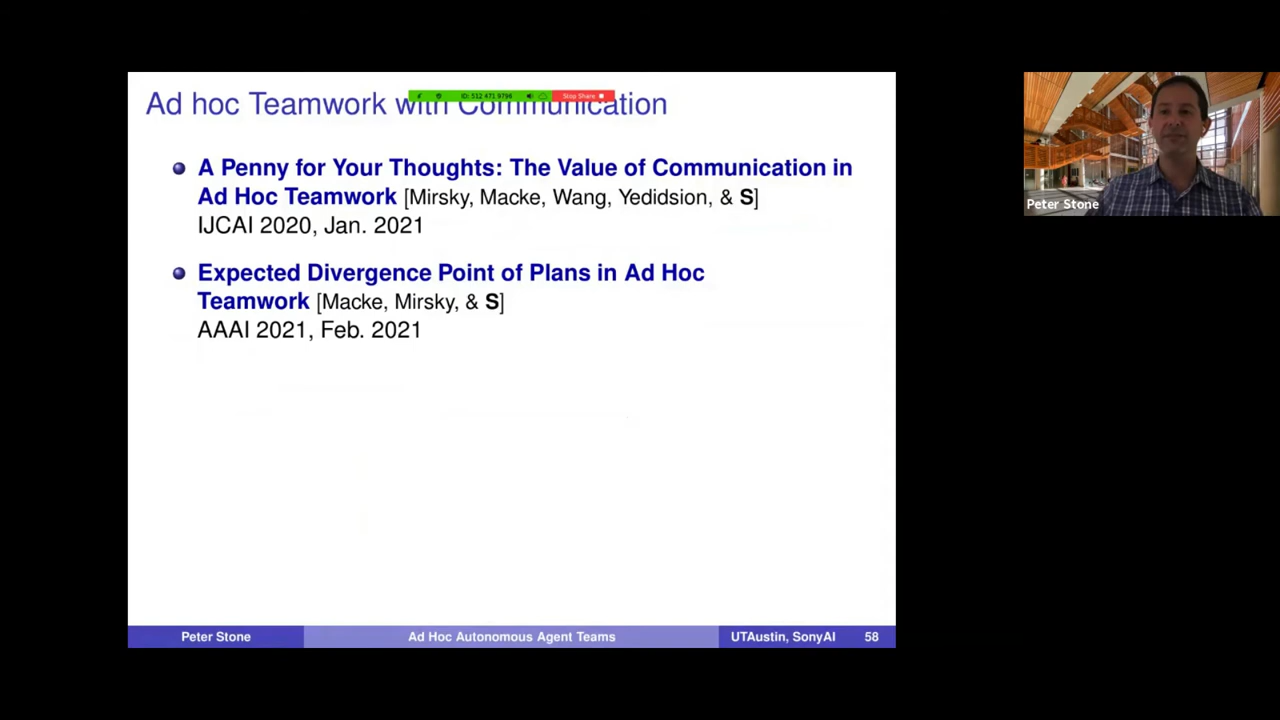 Ad hoc Teamwork with Communication
ID: 512 471 9796
Stop Share
A Penny for Your Thoughts: The Value of Communication in
Ad Hoc Teamwork [Mirsky, Macke, Wang, Yedidsion, & S]
IJCAI 2020, Jan. 2021
Expected Divergence Point of Plans in Ad Hoc
Teamwork [Macke, Mirsky, & S]
AAAI 2021, Feb. 2021
Peter Stone
Ad Hoc Autonomous Agent Teams
UTAustin, SonyAI
58
Peter Stone